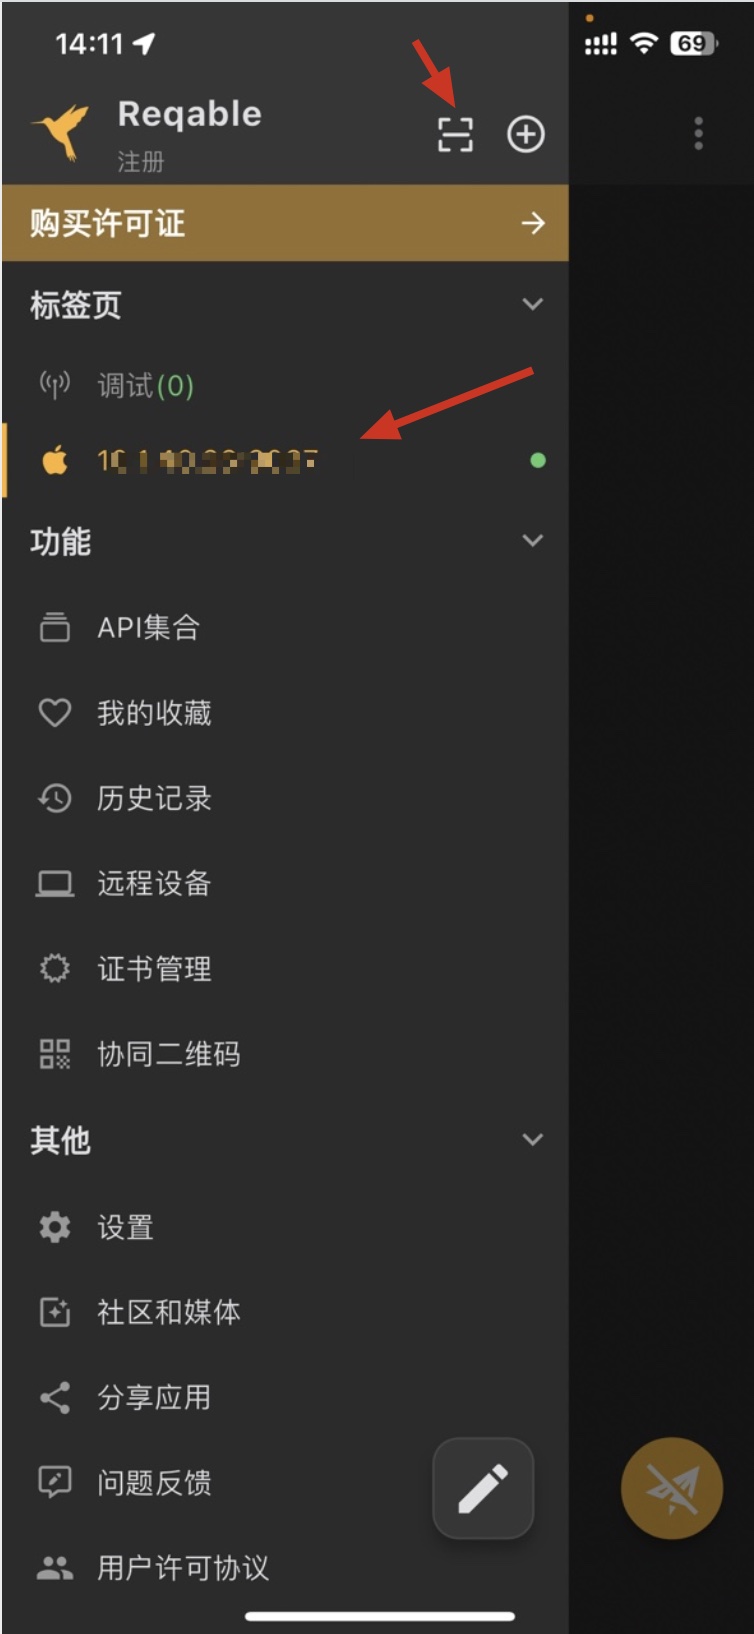 14:11
69
Reqable
注册
购买许可证
标签页
调试(0)
功能
API集合
我的收藏
历史记录
远程设备
证书管理
协同二维码
其他
设置
社区和媒体
分享应用
问题反馈
用户许可协议